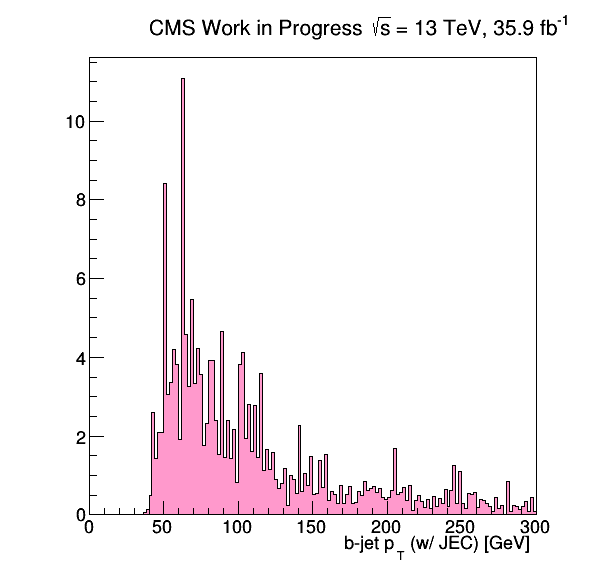 CMS Work in Progress √s = 13 TeV, 35.9 fb⁻¹
10
8
6
4
2
0
0 50 100 150 200 250 300
b-jet p_T (w/ JEC) [GeV]